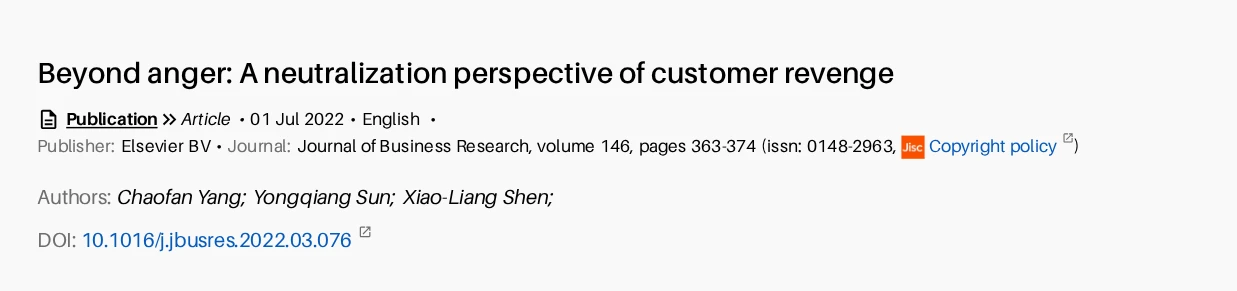 Beyond anger: A neutralization perspective of customer revenge
Publication » Article • 01 Jul 2022 • English •
Publisher: Elsevier BV • Journal: Journal of Business Research, volume 146, pages 363-374 (issn: 0148-2963, Jisc Copyright policy )
Authors: Chaofan Yang; Yongqiang Sun; Xiao-Liang Shen;
DOI: 10.1016/j.jbusres.2022.03.076